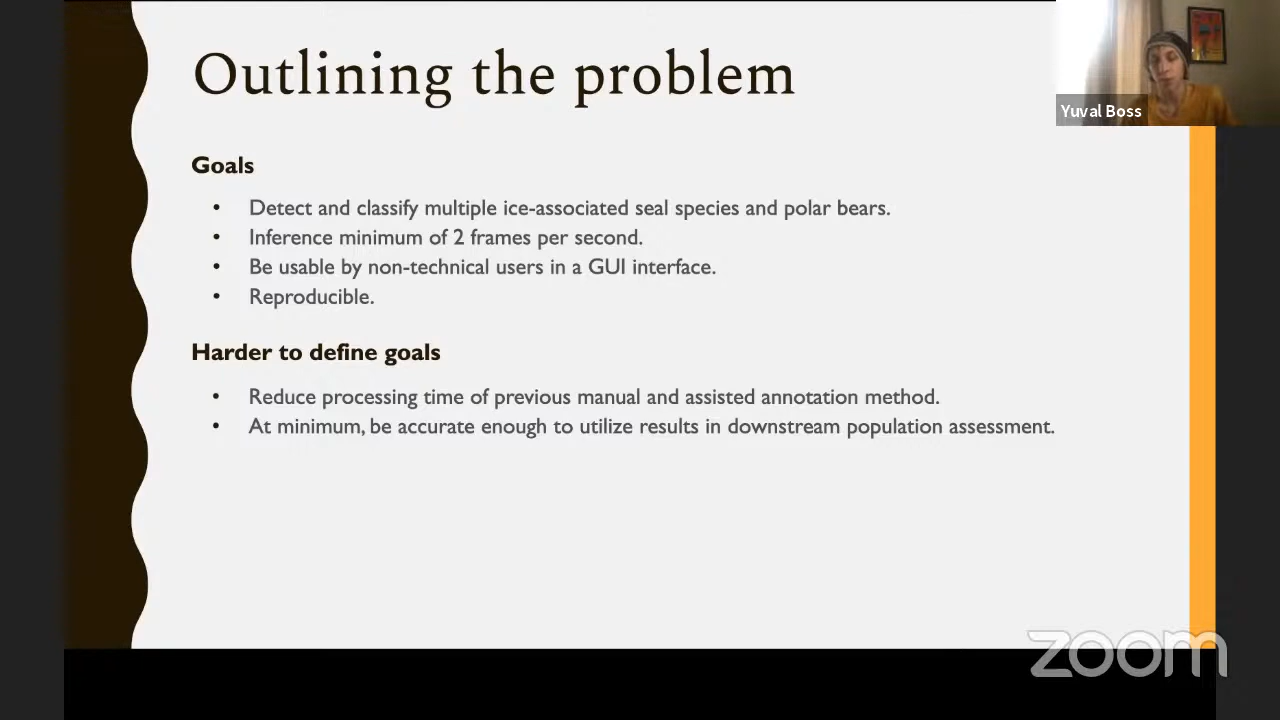 Outlining the problem
Yuval Boss
Goals
• Detect and classify multiple ice-associated seal species and polar bears.
• Inference minimum of 2 frames per second.
• Be usable by non-technical users in a GUI interface.
• Reproducible.
Harder to define goals
• Reduce processing time of previous manual and assisted annotation method.
• At minimum, be accurate enough to utilize results in downstream population assessment.
zoom